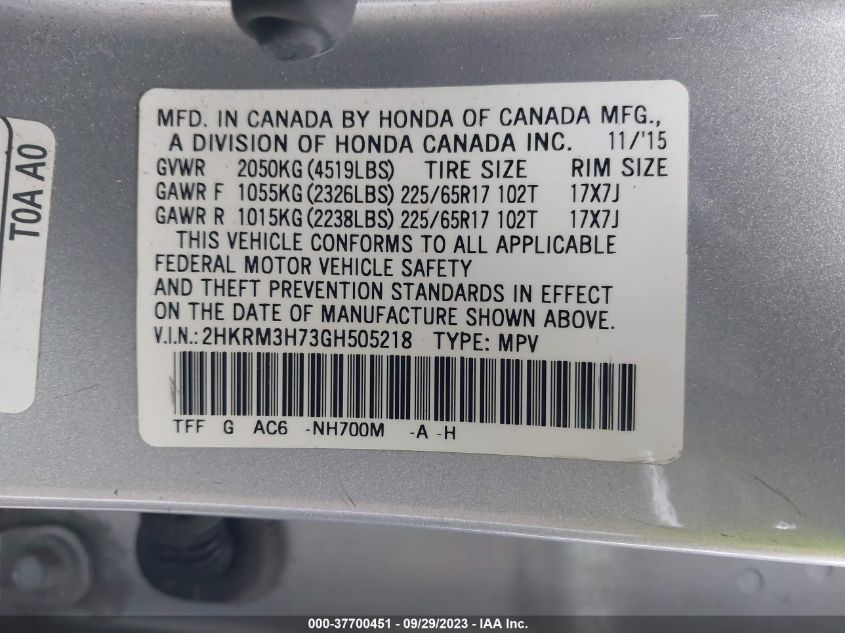 MFD. IN CANADA BY HONDA OF CANADA MFG.,
A DIVISION OF HONDA CANADA INC. 11/'15
GVWR 2050KG (4519LBS) TIRE SIZE RIM SIZE
GAWR F 1055KG (2326LBS) 225/65R17 102T 17X7J
GAWR R 1015KG (2238LBS) 225/65R17 102T 17X7J
THIS VEHICLE CONFORMS TO ALL APPLICABLE
FEDERAL MOTOR VEHICLE SAFETY
AND THEFT PREVENTION STANDARDS IN EFFECT
ON THE DATE OF MANUFACTURE SHOWN ABOVE.
V.I.N.: 2HKRM3H73GH505218 TYPE: MPV
TFF G AC6 -NH700M -A -H
T0A A0
000-37700451 - 09/29/2023 - IAA Inc.